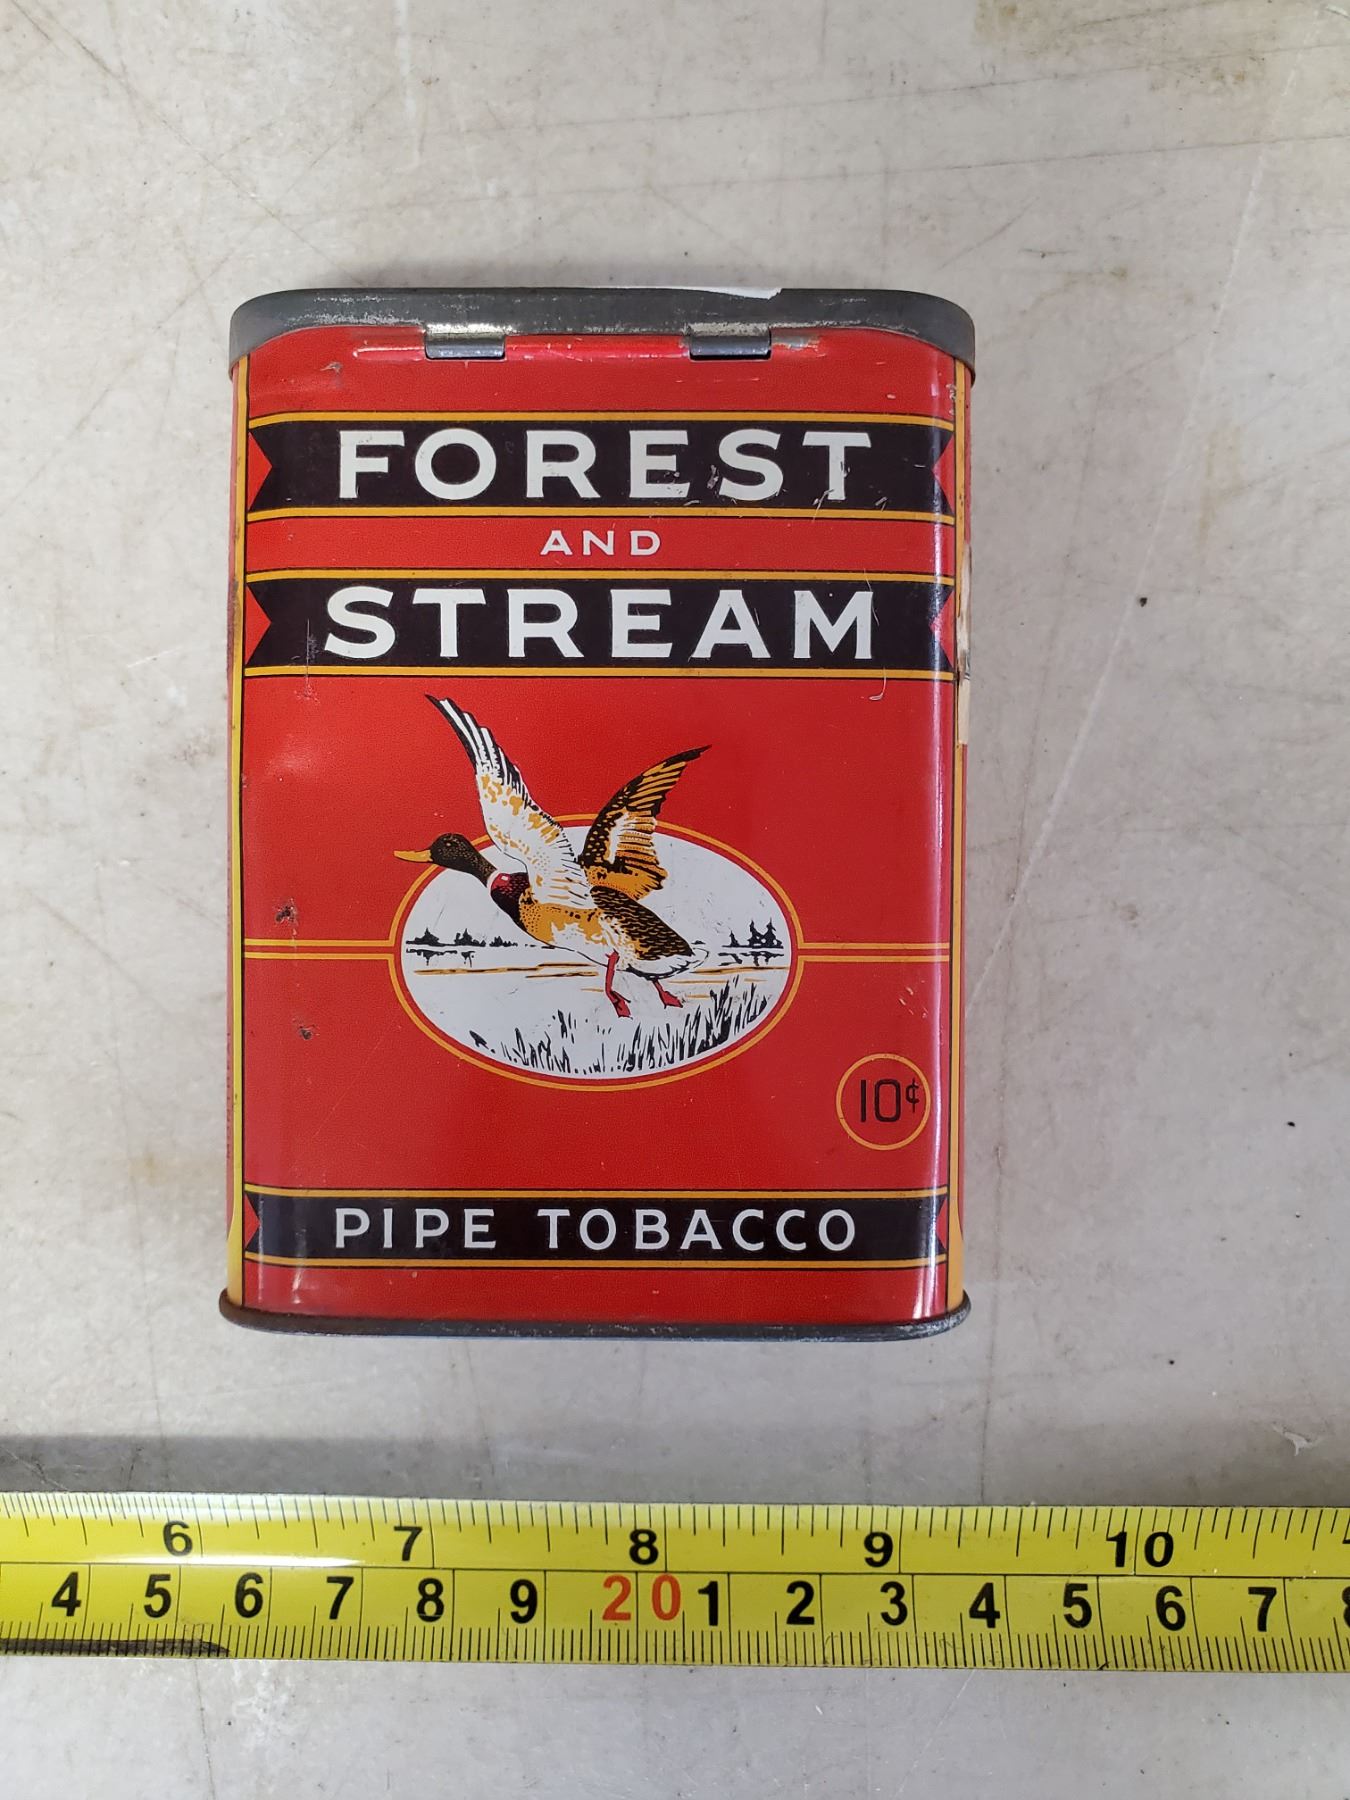 FOREST
AND
STREAM
10¢
PIPE TOBACCO
6 7 8 9 10
4 5 6 7 8 9 20 1 2 3 4 5 6 7